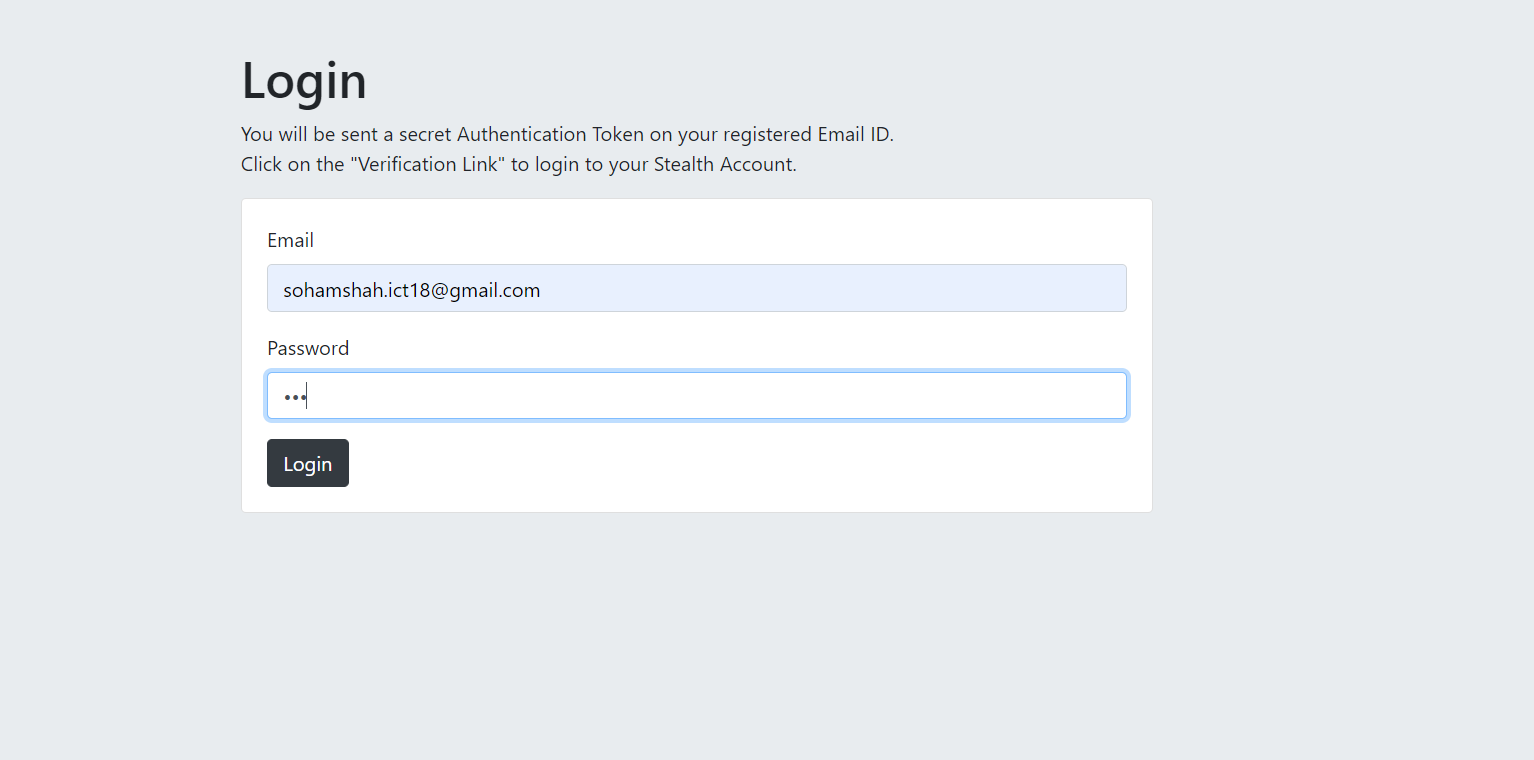 Login
You will be sent a secret Authentication Token on your registered Email ID.
Click on the "Verification Link" to login to your Stealth Account.
Email
sohamshah.ict18@gmail.com
Password
•••
Login